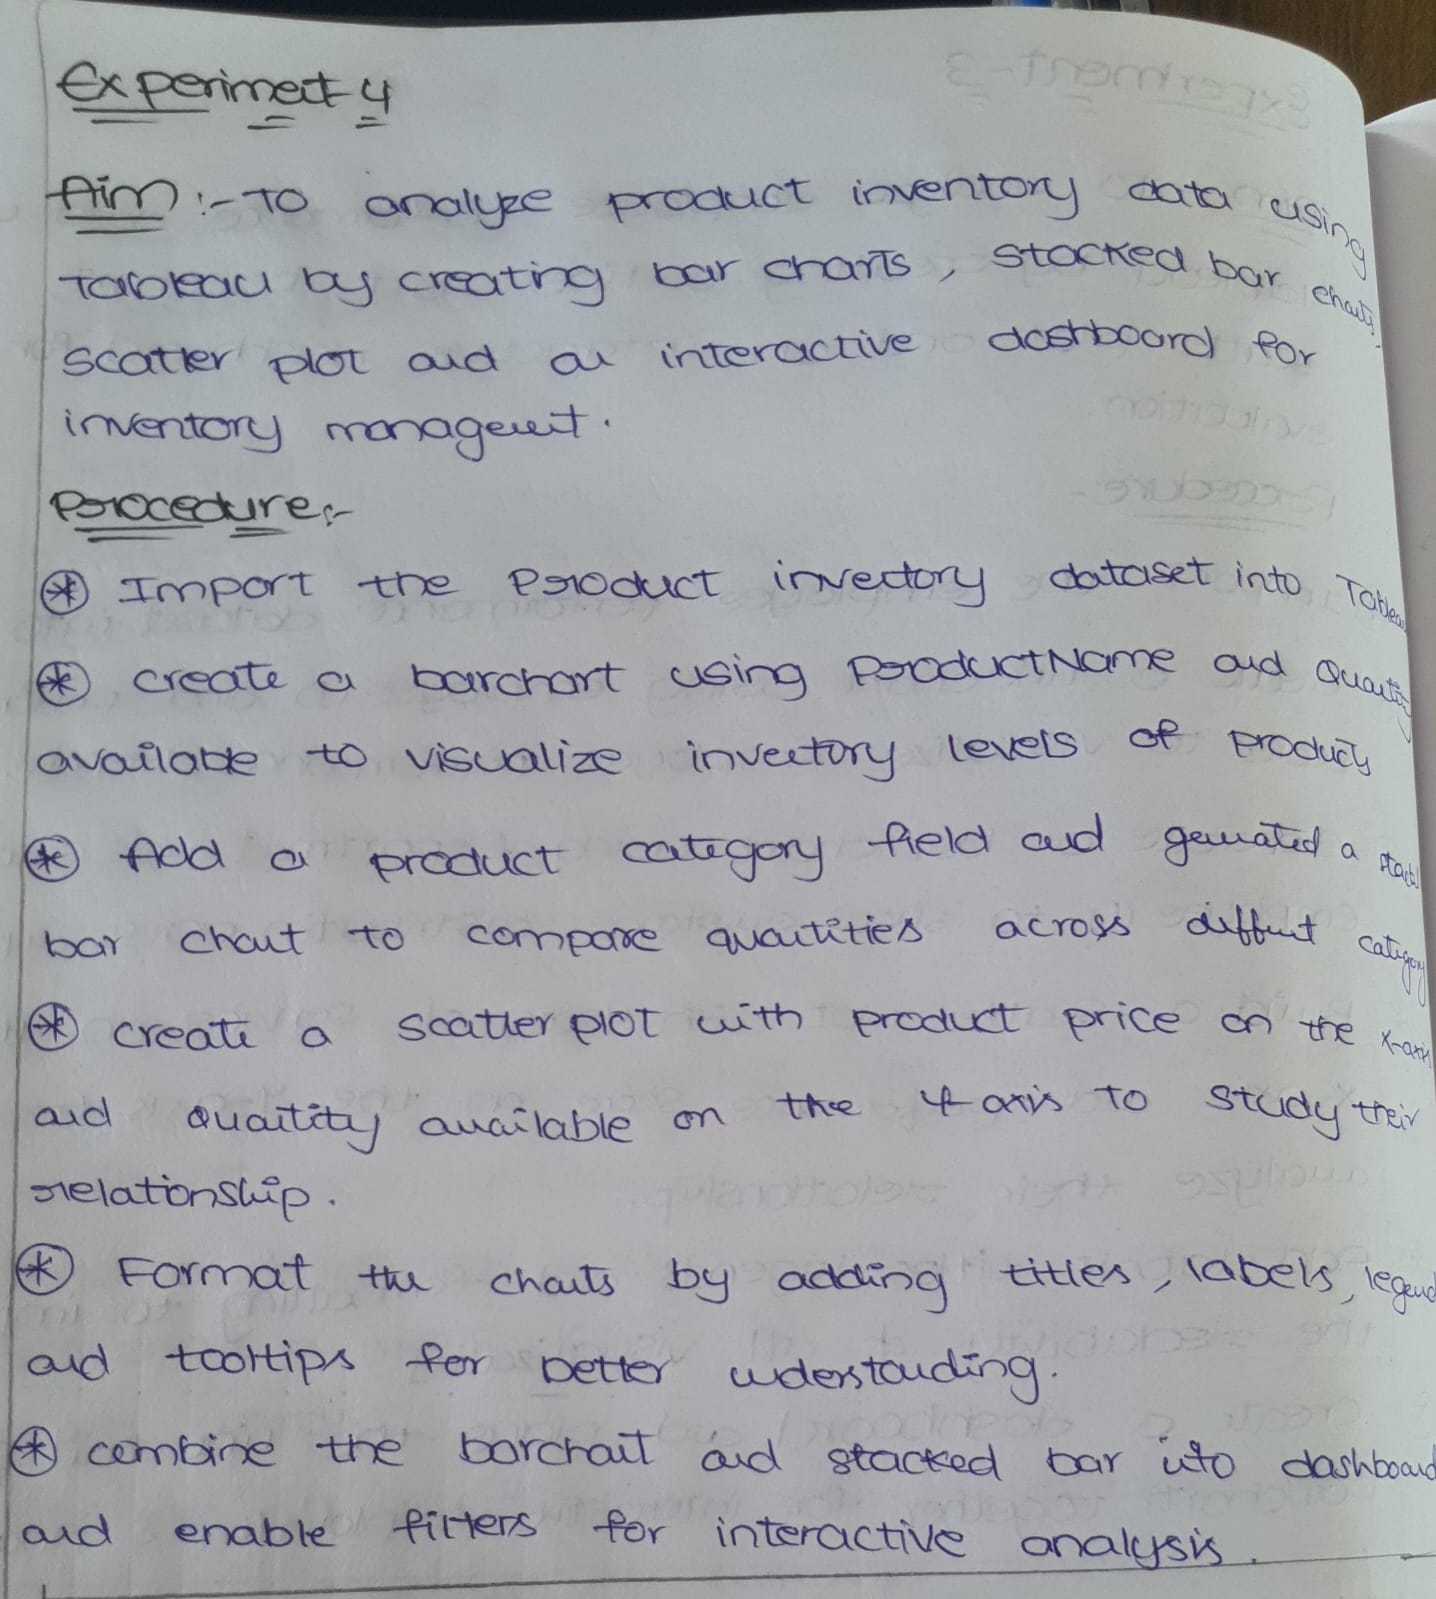 Experiment-4
Aim :- To analyze product inventory data using
Tableau by creating bar charts, stacked bar charts,
scatter plot and an interactive dashboard for
inventory management.
Procedure:-
⊛ Import the Product inventory dataset into Tableau
⊛ create a barchart using ProductName and Quantity
available to visualize inventory levels of products
⊛ Add a product category field and generated a stacked
bar chart to compare quantities across different category
⊛ create a scatter plot with product price on the x-axis
and quantity available on the Y axis to study their
relationship.
⊛ Format the charts by adding titles, labels, legend
and tooltips for better understanding.
⊛ combine the barchart and stacked bar into dashboard
and enable filters for interactive analysis.